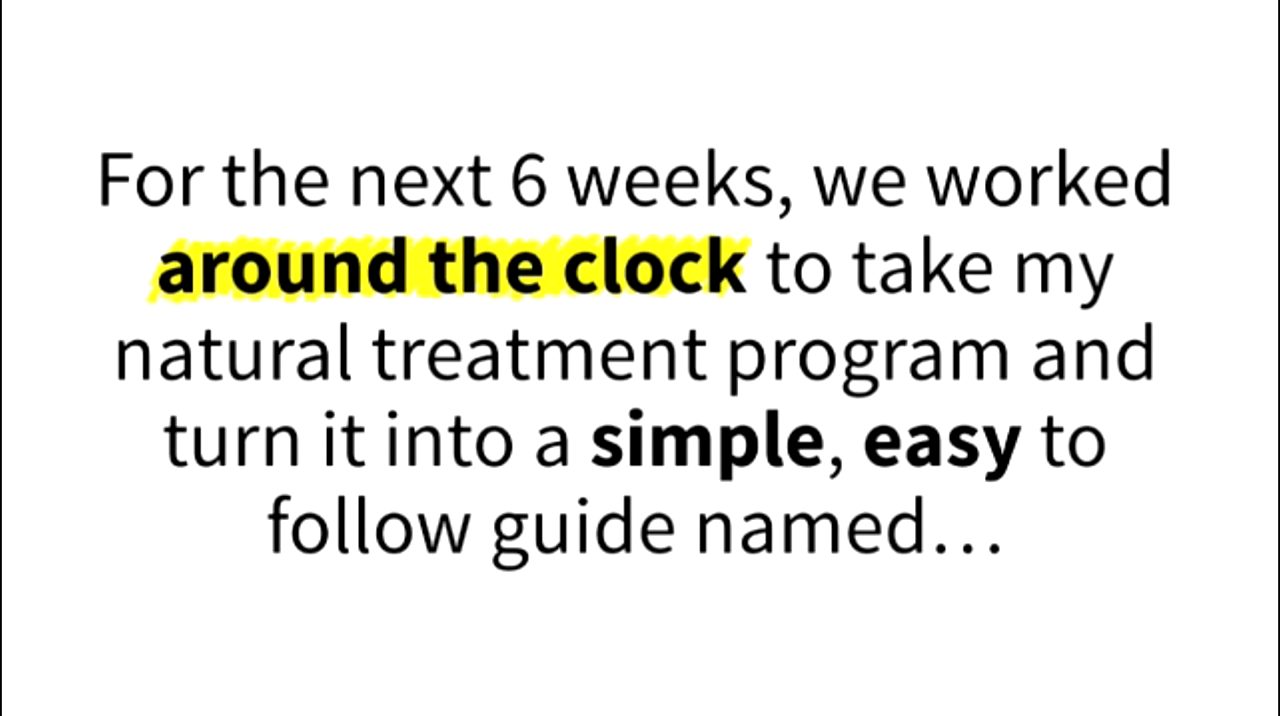 For the next 6 weeks, we worked
around the clock to take my
natural treatment program and
turn it into a simple, easy to
follow guide named…